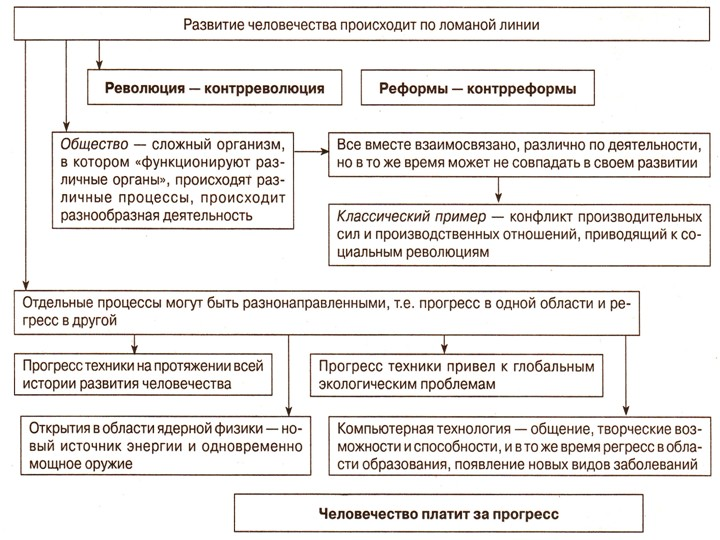 Развитие человечества происходит по ломаной линии
Революция — контрреволюция
Реформы — контрреформы
Общество — сложный организм,
в котором «функционируют раз-
личные органы», происходят раз-
личные процессы, происходит
разнообразная деятельность
Все вместе взаимосвязано, различно по деятельности,
но в то же время может не совпадать в своем развитии
Классический пример — конфликт производительных
сил и производственных отношений, приводящий к со-
циальным революциям
Отдельные процессы могут быть разнонаправленными, т.е. прогресс в одной области и ре-
гресс в другой
Прогресс техники на протяжении всей
истории развития человечества
Прогресс техники привел к глобальным
экологическим проблемам
Открытия в области ядерной физики — но-
вый источник энергии и одновременно
мощное оружие
Компьютерная технология — общение, творческие воз-
можности и способности, и в то же время регресс в обла-
сти образования, появление новых видов заболеваний
Человечество платит за прогресс